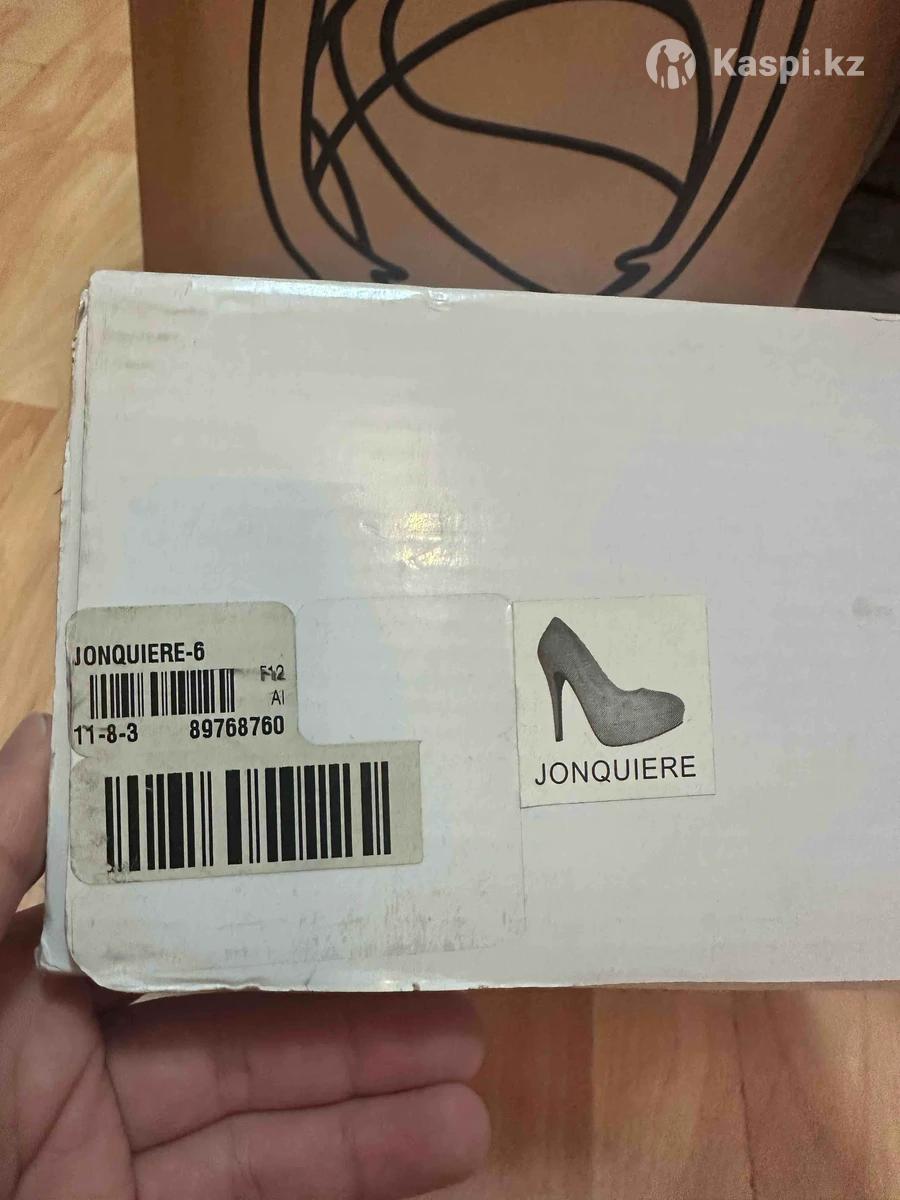 Kaspi.kz
JONQUIERE-6
F12
AI
11-8-3 89768760
JONQUIERE